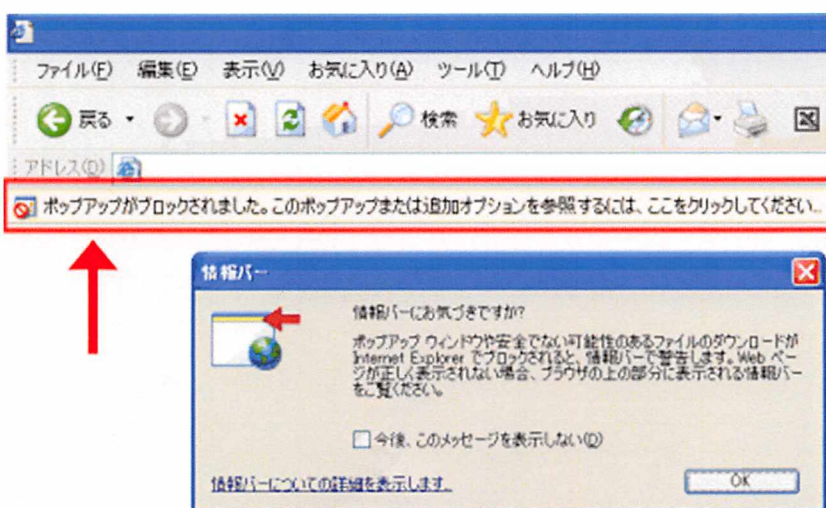 ファイル(F) 編集(E) 表示(V) お気に入り(A) ツール(T) ヘルプ(H)
戻る 検索 お気に入り
アドレス(D)
ポップアップがブロックされました。このポップアップまたは追加オプションを参照するには、ここをクリックしてください...
情報バー
情報バーにお気づきですか?
ポップアップ ウィンドウや安全でない可能性のあるファイルのダウンロードが
Internet Explorer でブロックされると、情報バーで警告します。Web ペー
ジが正しく表示されない場合、ブラウザの上の部分に表示される情報バー
をご覧ください。
今後、このメッセージを表示しない(D)
情報バーについての詳細を表示します。
OK